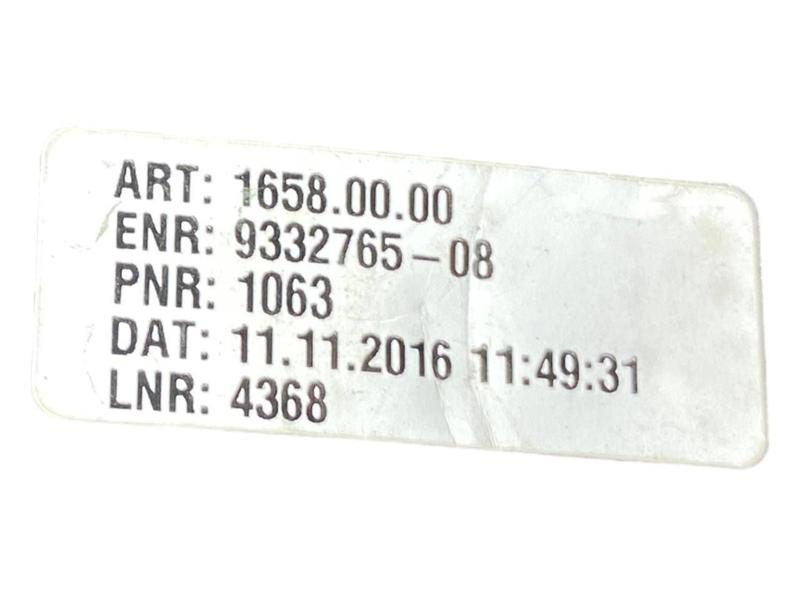 ART: 1658.00.00
ENR: 9332765-08
PNR: 1063
DAT: 11.11.2016 11:49:31
LNR: 4368